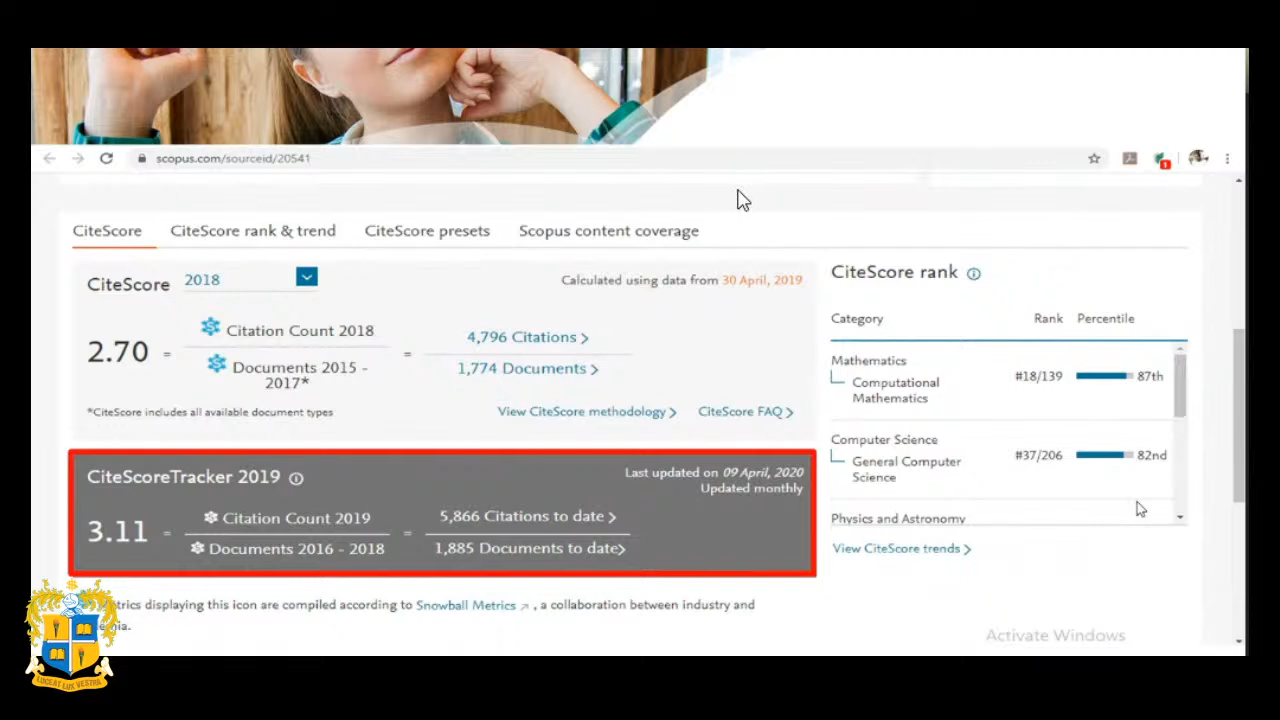 scopus.com/sourceid/20541
1
CiteScore CiteScore rank & trend CiteScore presets Scopus content coverage
CiteScore 2018
Calculated using data from 30 April, 2019
2.70 = Citation Count 2018
Documents 2015 -
2017*
= 4,796 Citations >
1,774 Documents >
*CiteScore includes all available document types
View CiteScore methodology > CiteScore FAQ >
CiteScoreTracker 2019
Last updated on 09 April, 2020
Updated monthly
3.11 = Citation Count 2019
Documents 2016 - 2018
= 5,866 Citations to date >
1,885 Documents to date>
CiteScore rank
Category Rank Percentile
Mathematics
Computational
Mathematics
#18/139 87th
Computer Science
General Computer
Science
#37/206 82nd
Physics and Astronomy
View CiteScore trends >
displaying this icon are compiled according to Snowball Metrics , a collaboration between industry and
Activate Windows
LUCEAT LUX VESTRA